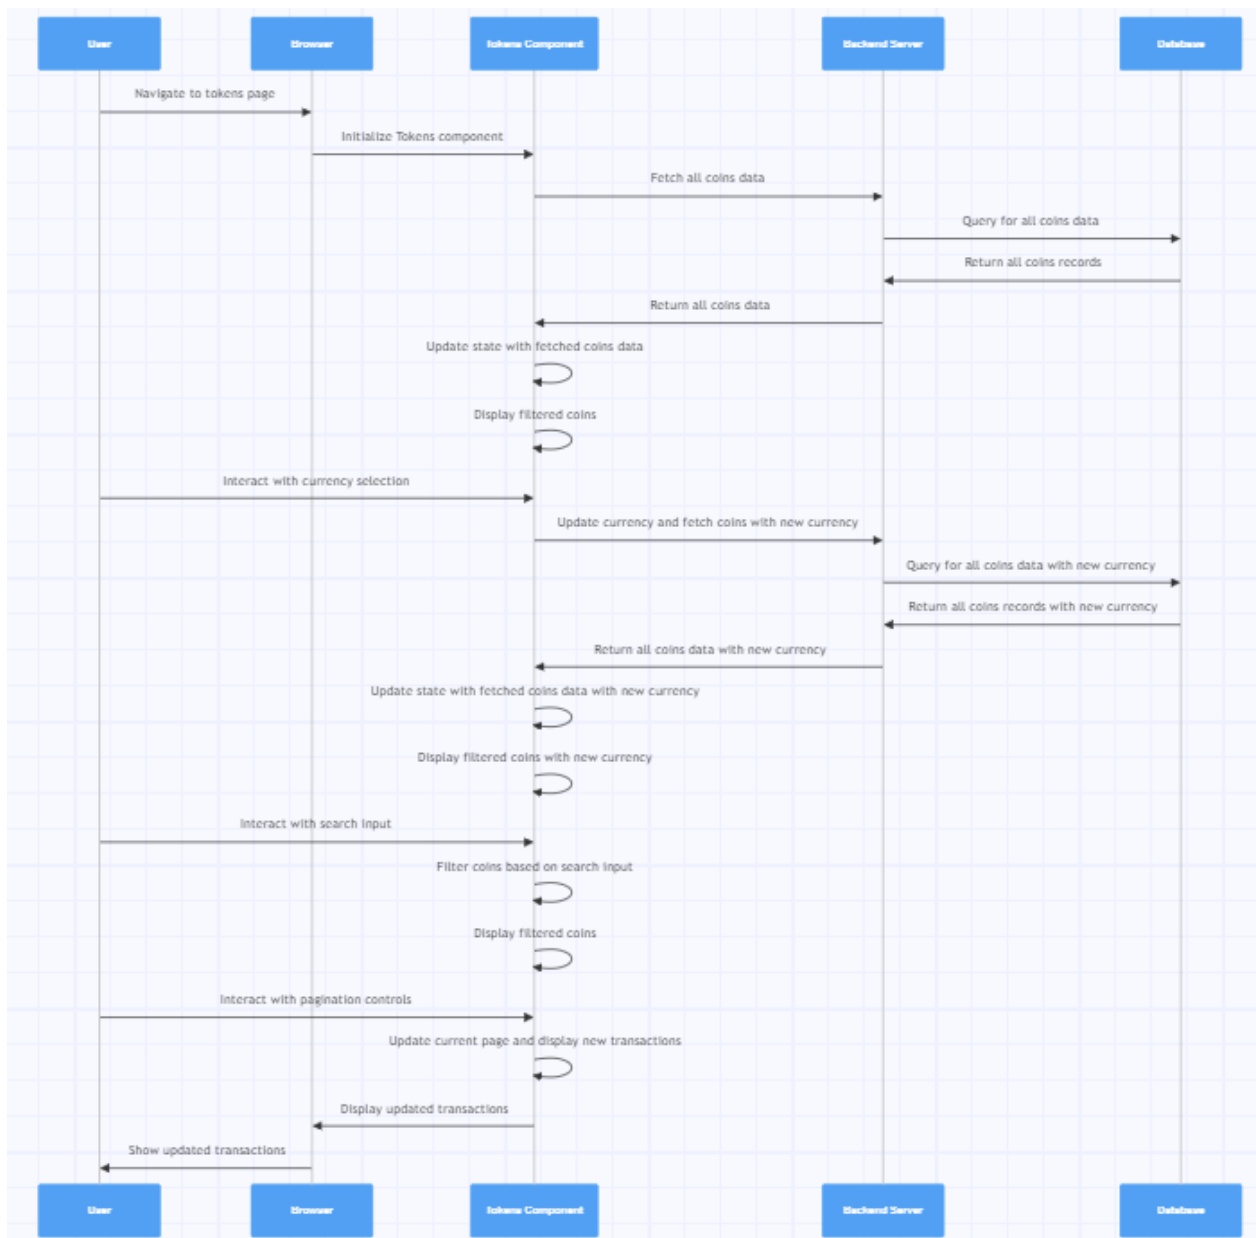 User
Browser
Tokens Component
Backend Server
Database
Navigate to tokens page
Initialize Tokens component
Fetch all coins data
Query for all coins data
Return all coins records
Return all coins data
Update state with fetched coins data
Display filtered coins
Interact with currency selection
Update currency and fetch coins with new currency
Query for all coins data with new currency
Return all coins records with new currency
Return all coins data with new currency
Update state with fetched coins data with new currency
Display filtered coins with new currency
Interact with search input
Filter coins based on search input
Display filtered coins
Interact with pagination controls
Update current page and display new transactions
Display updated transactions
Show updated transactions
User
Browser
Tokens Component
Backend Server
Database